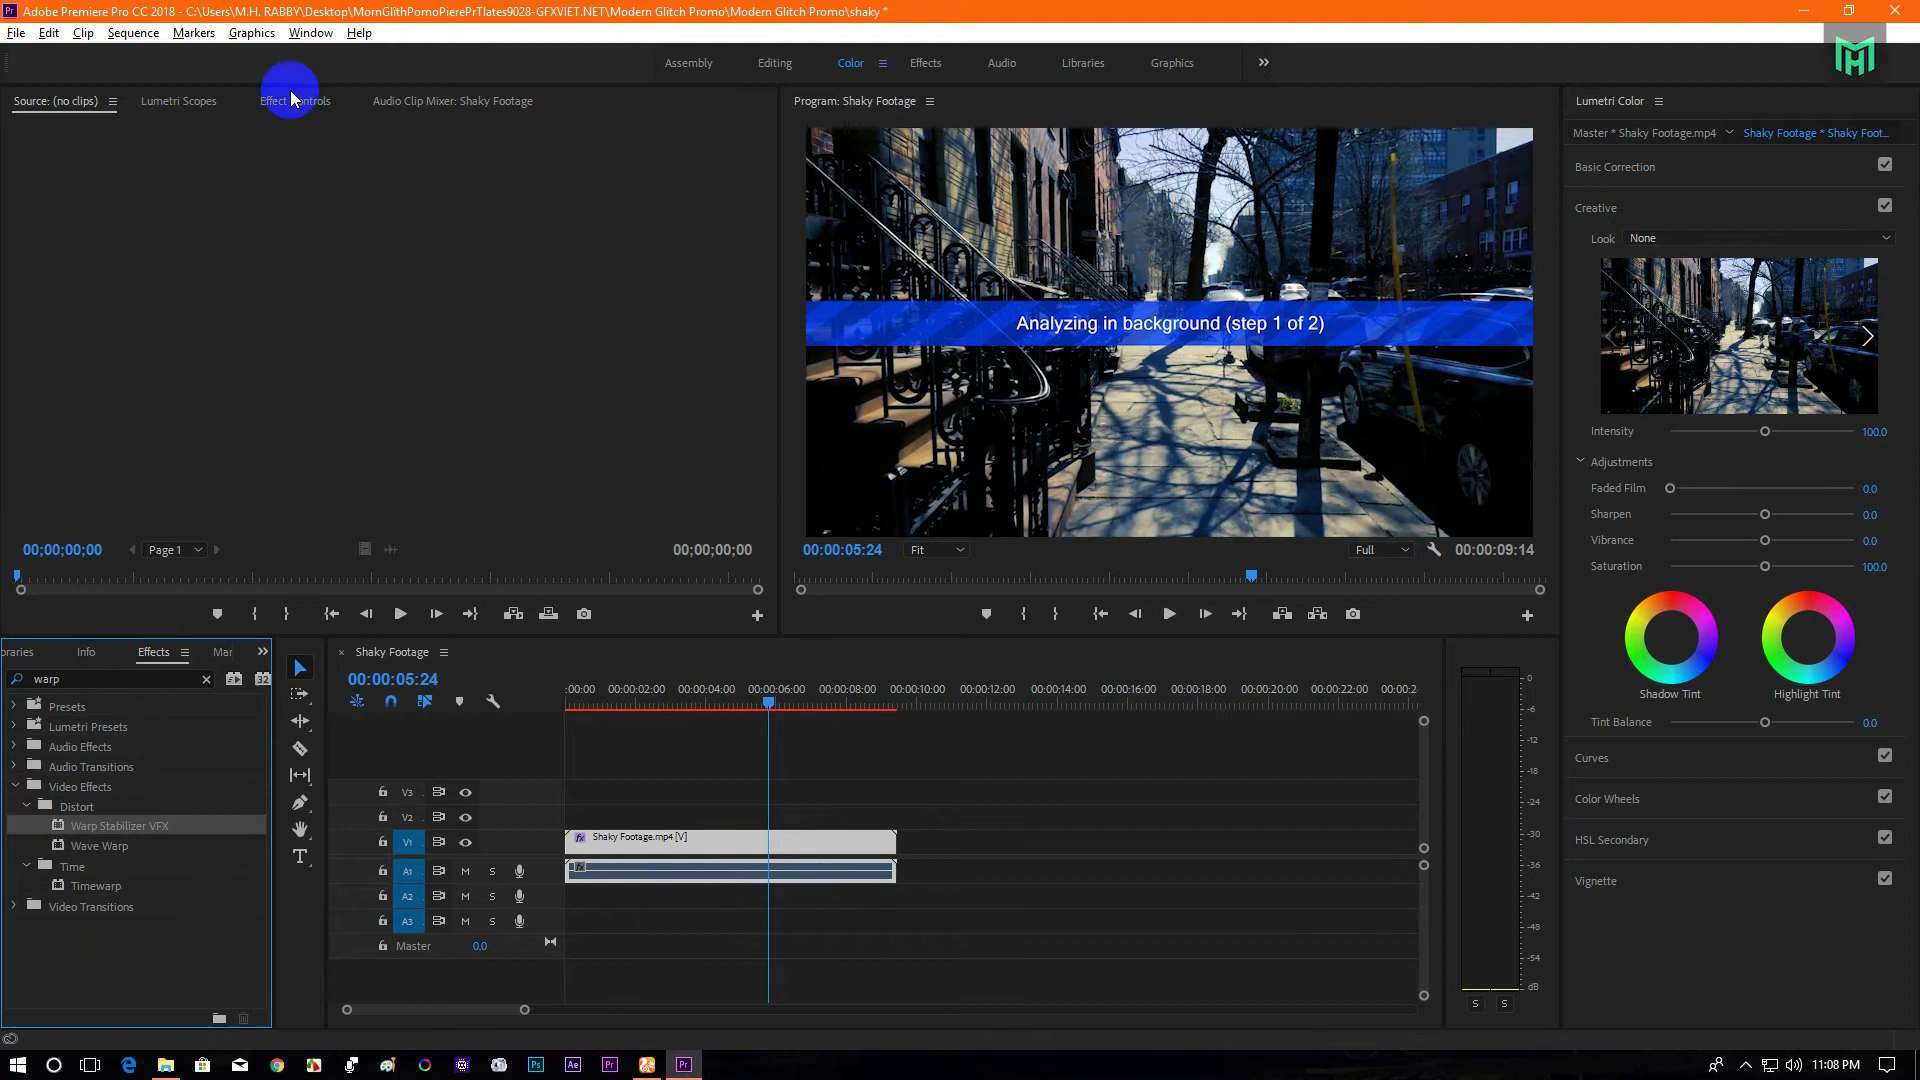 Adobe Premiere Pro CC 2018 - C:\Users\M.H. RABBY\Desktop\MornGlithPomoPierePrTlates9028-GFXVIET.NET\Modern Glitch Promo\Modern Glitch Promo\shaky *
File Edit Clip Sequence Markers Graphics Window Help
Assembly Editing Color Effects Audio Libraries Graphics
Source: (no clips) Lumetri Scopes Effect Controls Audio Clip Mixer: Shaky Footage
Program: Shaky Footage
Lumetri Color
Master * Shaky Footage.mp4 Shaky Footage * Shaky Foot...
Basic Correction
Creative
Look None
Analyzing in background (step 1 of 2)
Intensity 100.0
Adjustments
Faded Film 0.0
Sharpen 0.0
Vibrance 0.0
Saturation 100.0
Shadow Tint Highlight Tint
Tint Balance 0.0
Curves
Color Wheels
HSL Secondary
Vignette
00;00;00;00 Page 1 00;00;00;00
00:00:05:24 Fit Full 00:00:09:14
oraries Info Effects Mar
warp 32
Presets
Lumetri Presets
Audio Effects
Audio Transitions
Video Effects
Distort
Warp Stabilizer VFX
Wave Warp
Time
Timewarp
Video Transitions
× Shaky Footage
00:00:05:24
:00:00 00:00:02:00 00:00:04:00 00:00:06:00 00:00:08:00 00:00:10:00 00:00:12:00 00:00:14:00 00:00:16:00 00:00:18:00 00:00:20:00 00:00:22:00 00:00:2
V3
V2
V1 fx Shaky Footage.mp4 [V]
A1 M S fx
A2 M S
A3 M S
Master 0.0
0
-6
-12
-18
-24
-30
-36
-42
-48
-54
dB
S S
Ps Ae Pr Pr
11:08 PM